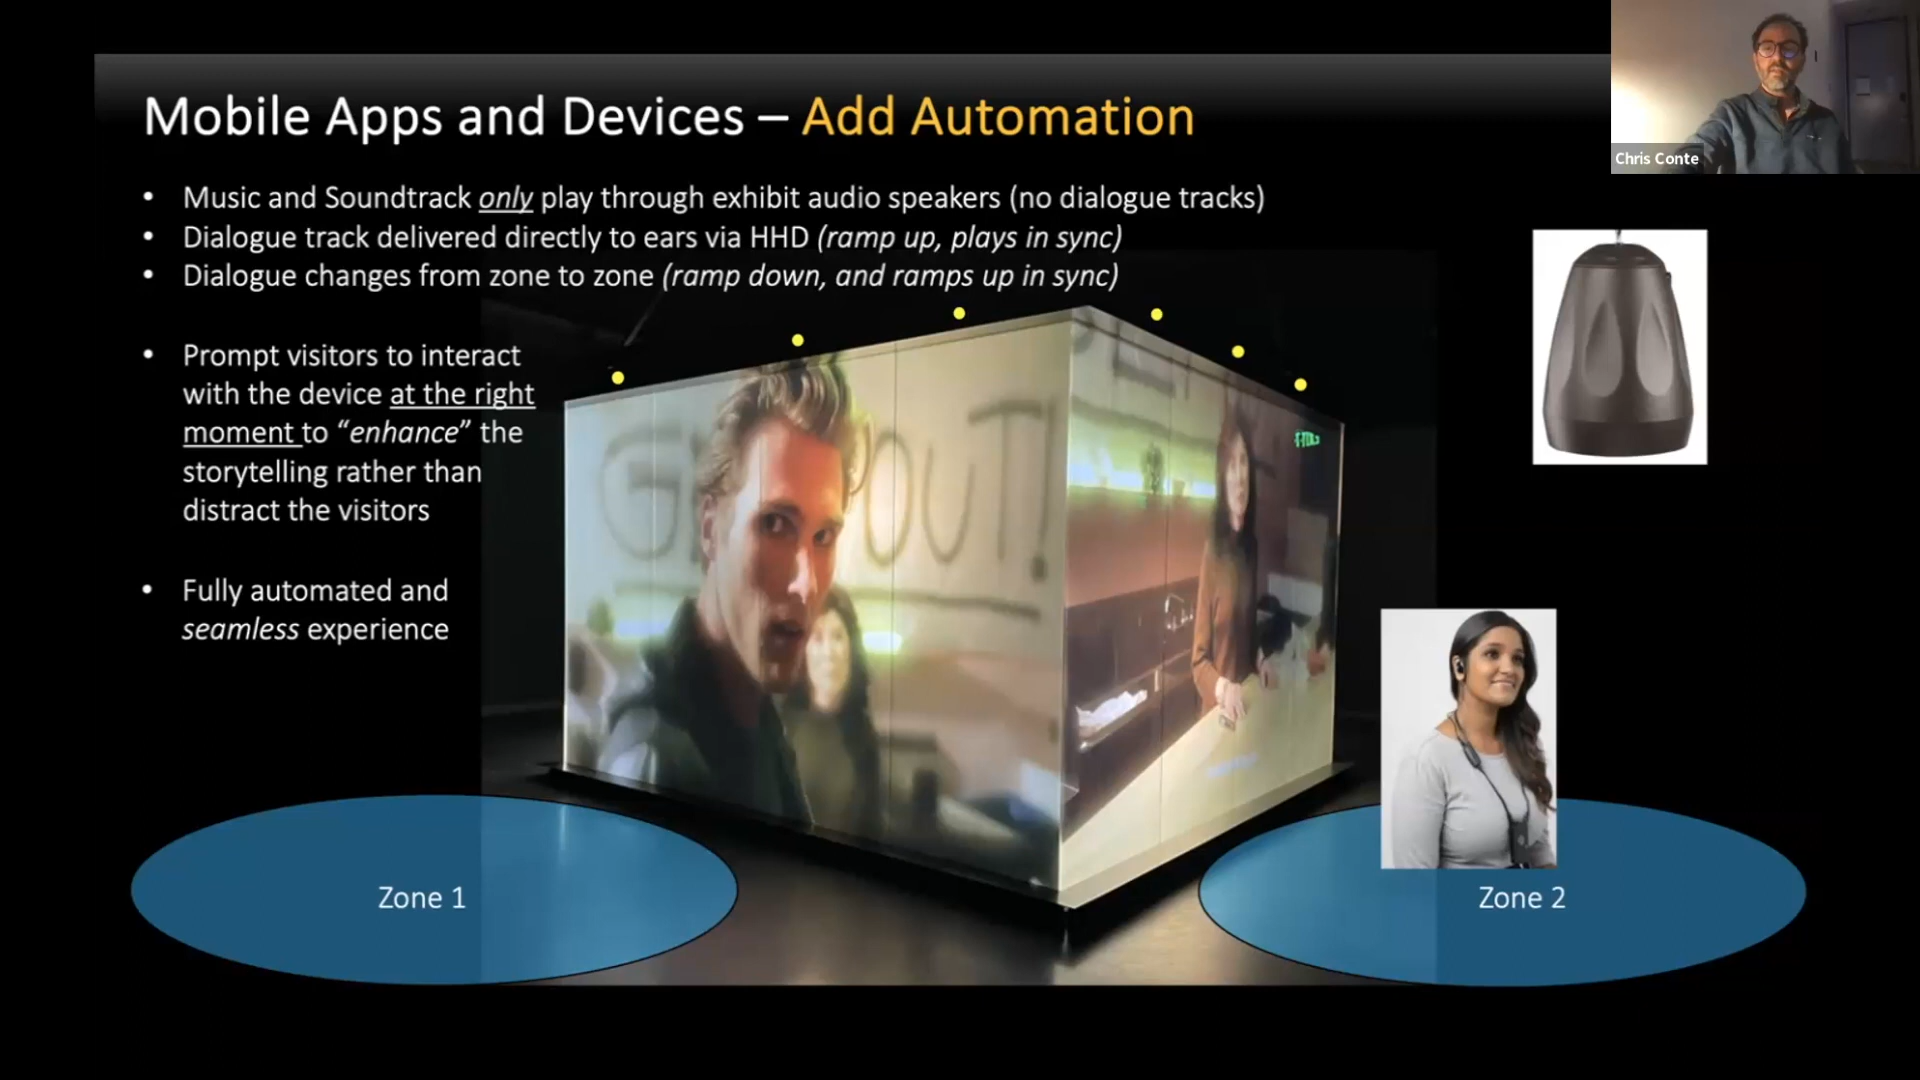 Mobile Apps and Devices – Add Automation
Chris Conte
• Music and Soundtrack only play through exhibit audio speakers (no dialogue tracks)
• Dialogue track delivered directly to ears via HHD (ramp up, plays in sync)
• Dialogue changes from zone to zone (ramp down, and ramps up in sync)
• Prompt visitors to interact
with the device at the right
moment to “enhance” the
storytelling rather than
distract the visitors
• Fully automated and
seamless experience
OUT!
Zone 1
Zone 2